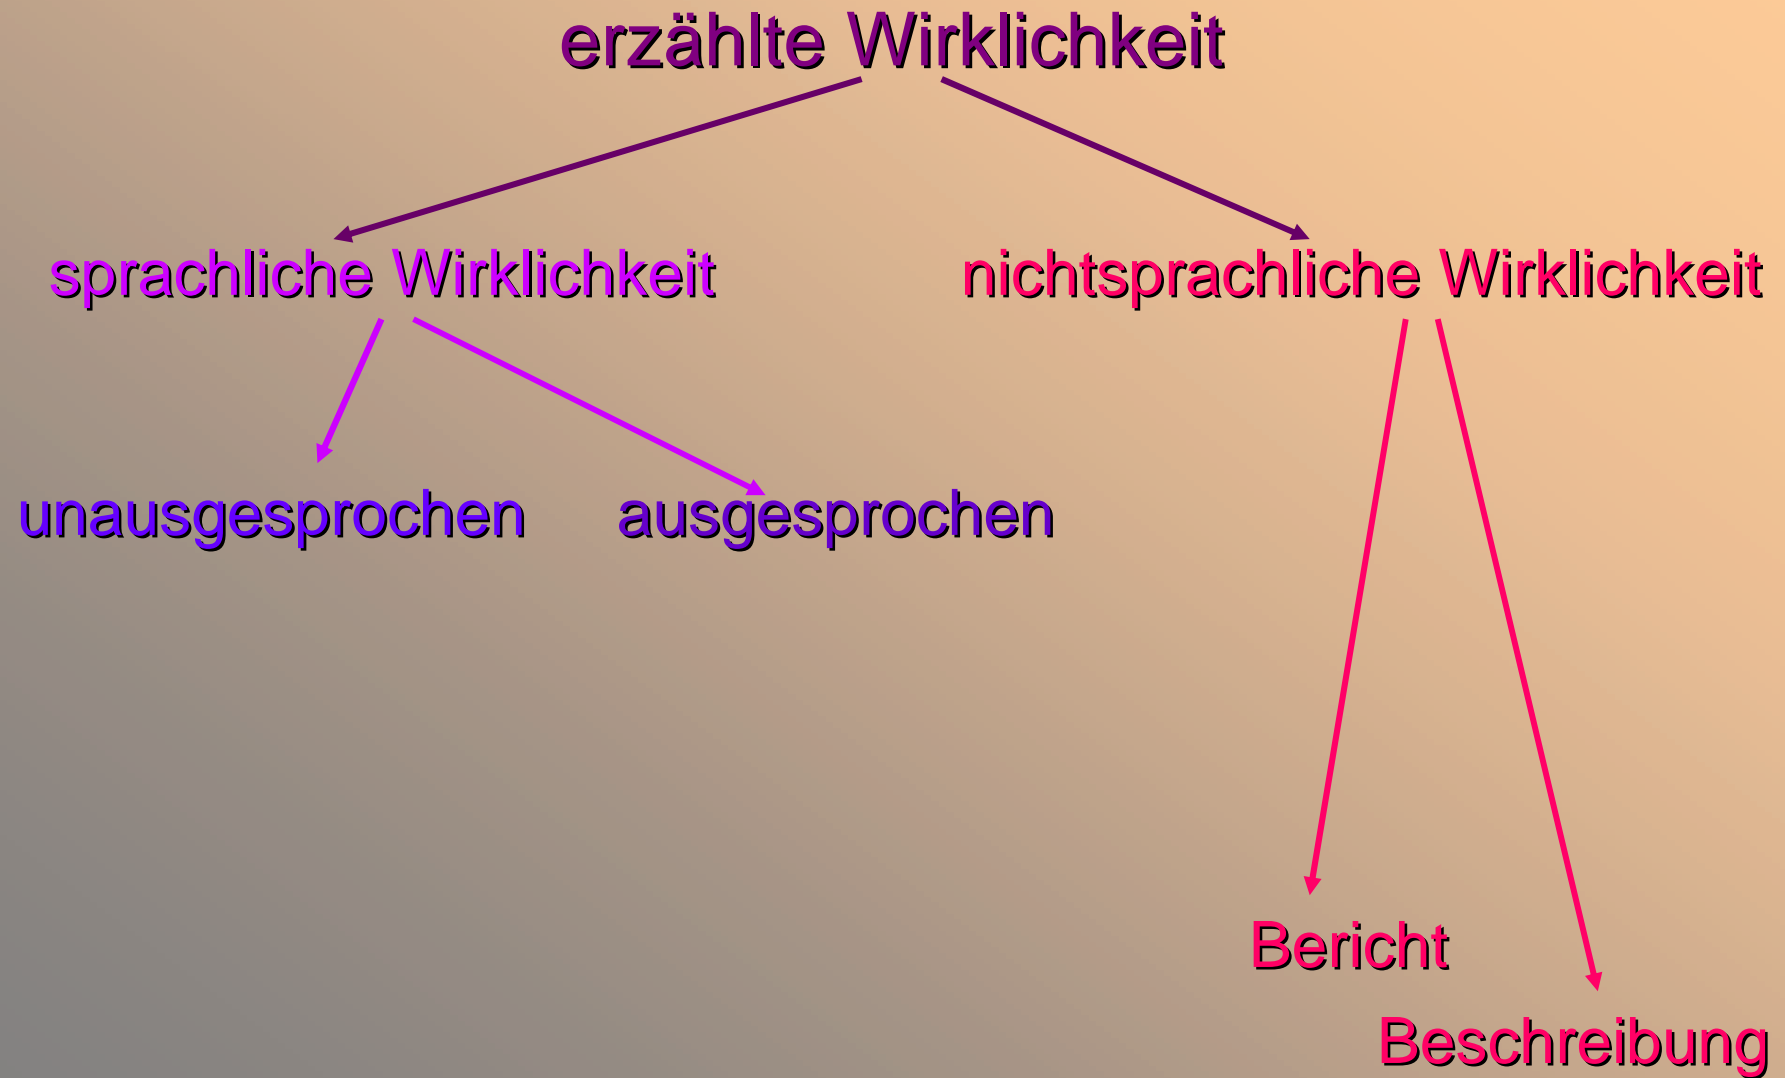 erzählte Wirklichkeit
sprachliche Wirklichkeit
nichtsprachliche Wirklichkeit
unausgesprochen
ausgesprochen
Bericht
Beschreibung